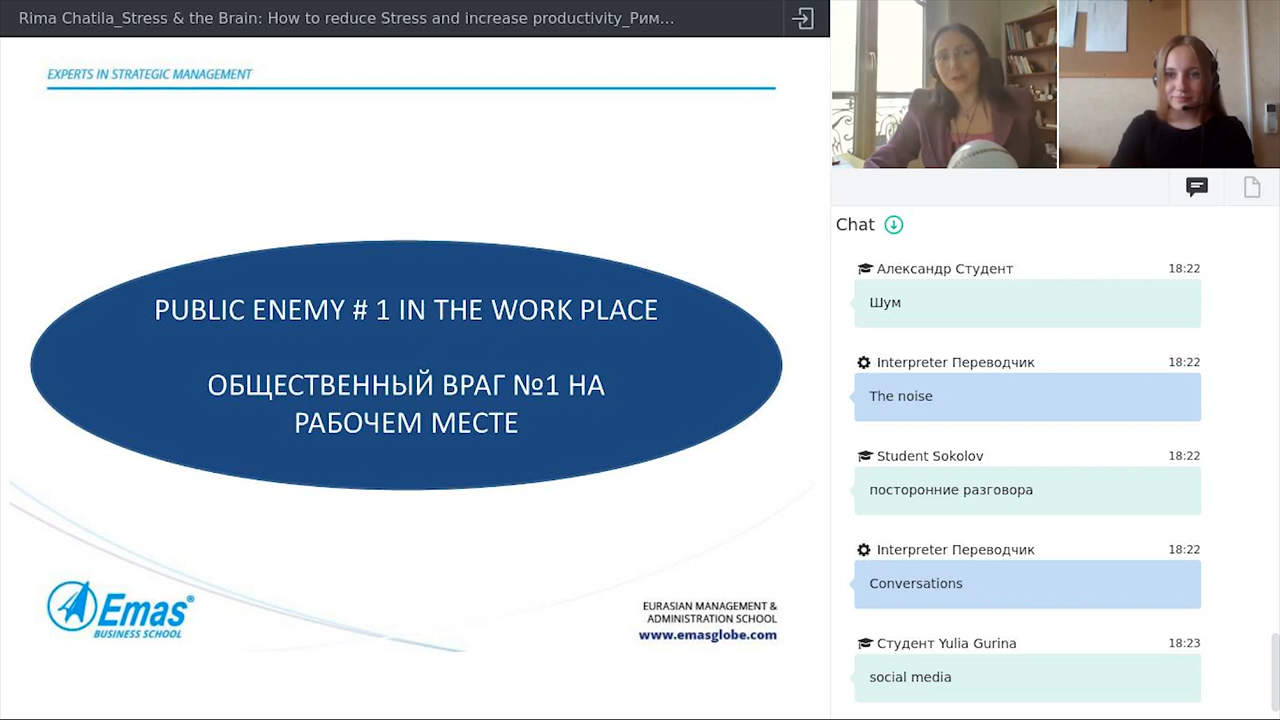 Rima Chatila_Stress & the Brain: How to reduce Stress and increase productivity_Рим...
EXPERTS IN STRATEGIC MANAGEMENT
PUBLIC ENEMY # 1 IN THE WORK PLACE
ОБЩЕСТВЕННЫЙ ВРАГ №1 НА
РАБОЧЕМ МЕСТЕ
Emas®
BUSINESS SCHOOL
EURASIAN MANAGEMENT &
ADMINISTRATION SCHOOL
www.emasglobe.com
Chat
Александр Студент 18:22
Шум
Interpreter Переводчик 18:22
The noise
Student Sokolov 18:22
посторонние разговора
Interpreter Переводчик 18:22
Conversations
Студент Yulia Gurina 18:23
social media